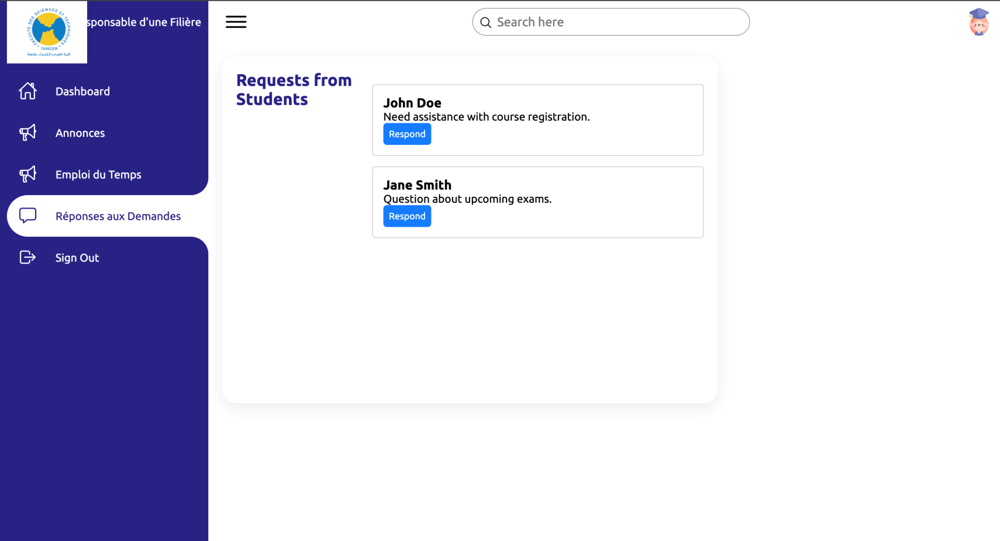 FACULTE DES SCIENCES ET TECHNIQUES
TANGER
كلية العلوم والتقنيات - طنجة
sponsable d'une Filière
Search here
Dashboard
Annonces
Emploi du Temps
Réponses aux Demandes
Sign Out
Requests from
Students
John Doe
Need assistance with course registration.
Respond
Jane Smith
Question about upcoming exams.
Respond